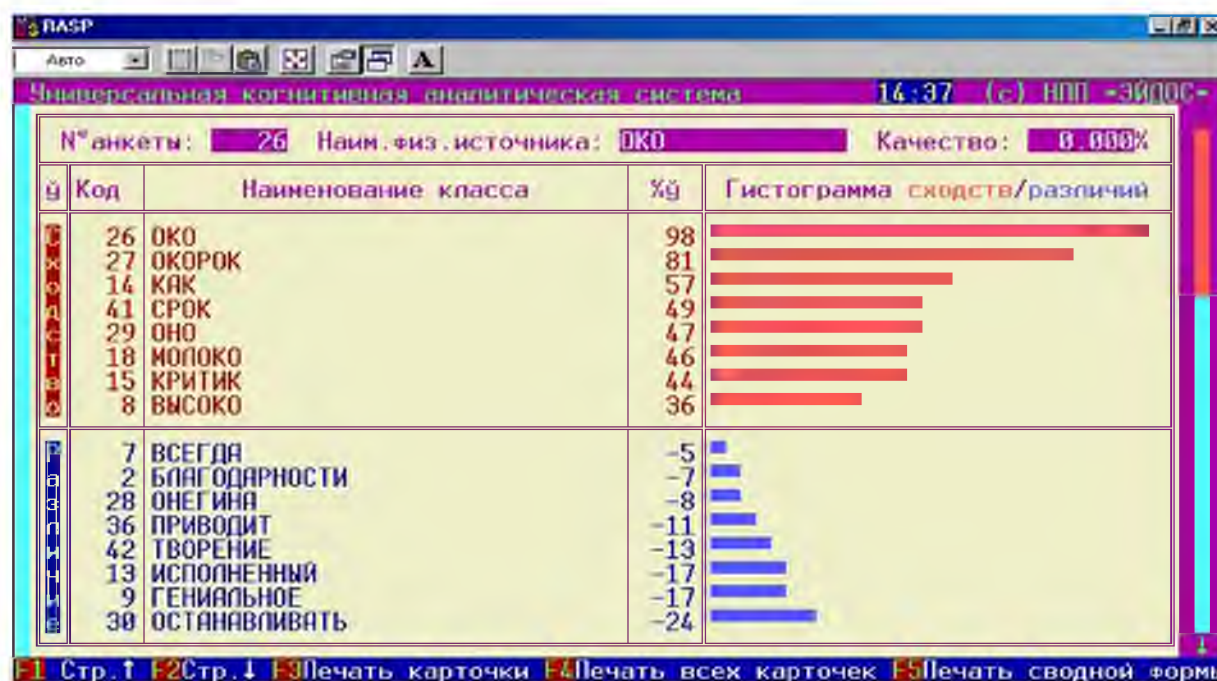 RASP
Авто
A
Универсальная когнитивная аналитическая система 14:37 (c) НПП *ЭЙДОС*
N°анкеты: 26 Наим.физ.источника: ОКО Качество: 0.000%
ÿ Код Наименование класса %ÿ Гистограмма сходств/различий
Сходство
26 ОКО 98
27 ОКОРОК 81
14 КАК 57
41 СРОК 49
29 ОНО 47
18 МОЛОКО 46
15 КРИТИК 44
8 ВЫСОКО 36
Различие
7 ВСЕГДА -5
2 БЛАГОДАРНОСТИ -7
28 ОНЕГИНА -8
36 ПРИВОДИТ -11
42 ТВОРЕНИЕ -13
13 ИСПОЛНЕННЫЙ -17
9 ГЕНИАЛЬНОЕ -17
30 ОСТАНАВЛИВАТЬ -24
F1 Стр.↑ F2Стр.↓ F3Печать карточки F4Печать всех карточек F5Печать сводной формы